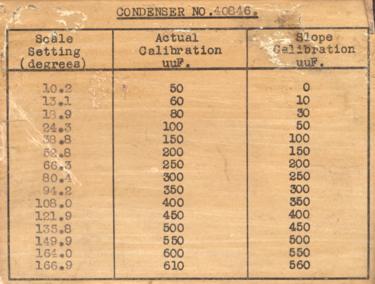 CONDENSER NO.40846.
Scale Actual Slope
Setting Calibration Calibration
(degrees) uuF. uuF.
10.2 50 0
13.1 60 10
18.9 80 30
24.3 100 50
38.8 150 100
52.8 200 150
66.3 250 200
80.4 300 250
94.2 350 300
108.0 400 350
121.9 450 400
135.8 500 450
149.9 550 500
164.0 600 550
166.9 610 560